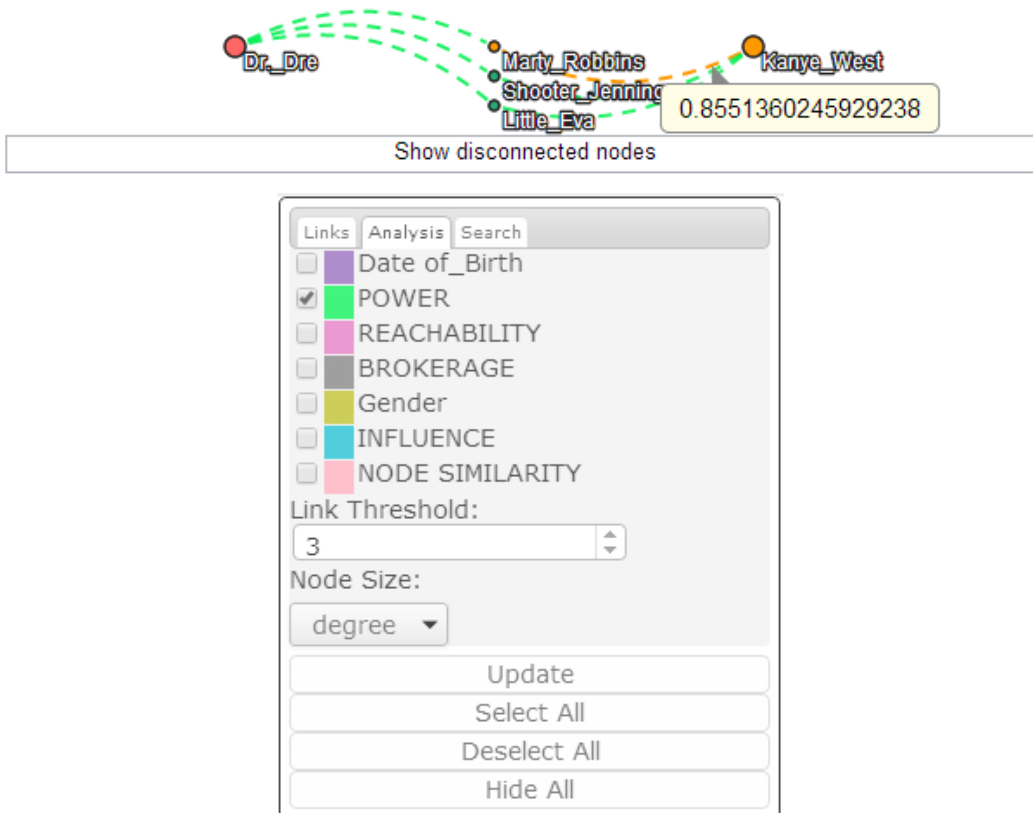 Dr._Dre
Marty_Robbins
Kanye_West
Shooter_Jenning
0.8551360245929238
Little_Eva
Show disconnected nodes
Links Analysis Search
Date of_Birth
POWER
REACHABILITY
BROKERAGE
Gender
INFLUENCE
NODE SIMILARITY
Link Threshold:
3
Node Size:
degree
Update
Select All
Deselect All
Hide All